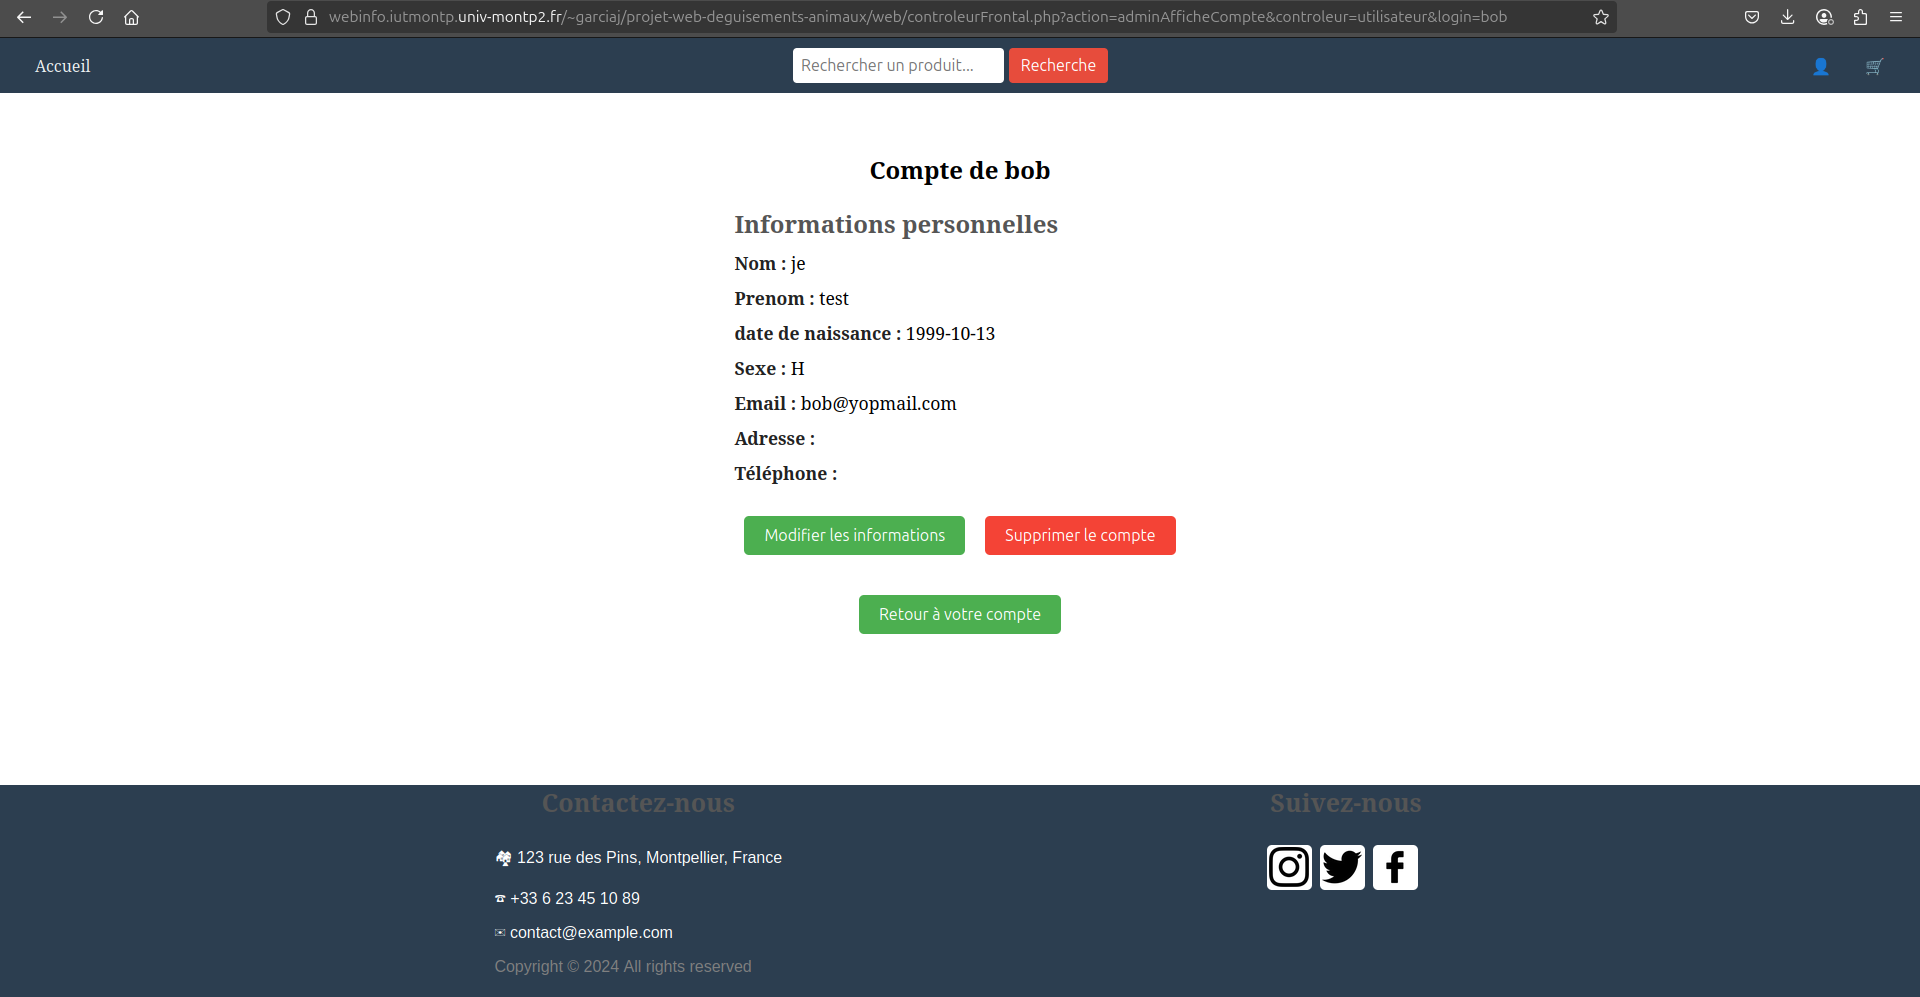 webinfo.iutmontp.univ-montp2.fr/~garciaj/projet-web-deguisements-animaux/web/controleurFrontal.php?action=adminAfficheCompte&controleur=utilisateur&login=bob
Accueil
Rechercher un produit...
Recherche
Compte de bob
Informations personnelles
Nom : je
Prenom : test
date de naissance : 1999-10-13
Sexe : H
Email : bob@yopmail.com
Adresse :
Téléphone :
Modifier les informations
Supprimer le compte
Retour à votre compte
Contactez-nous
123 rue des Pins, Montpellier, France
+33 6 23 45 10 89
contact@example.com
Copyright © 2024 All rights reserved
Suivez-nous